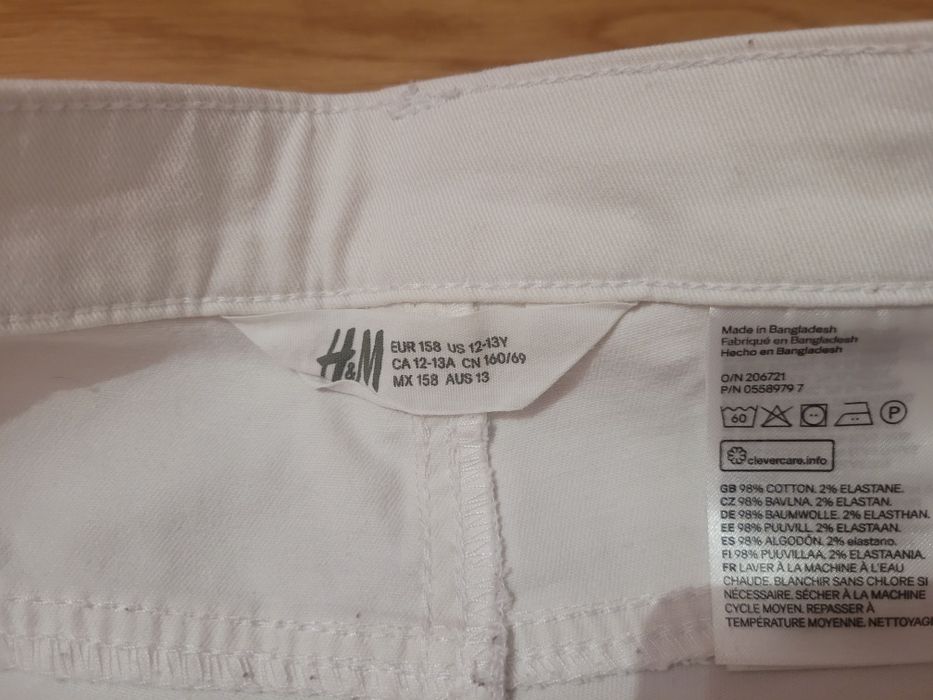 H&M
EUR 158 US 12-13Y
CA 12-13A CN 160/69
MX 158 AUS 13
Made in Bangladesh
Fabriqué en Bangladesh
Hecho en Bangladesh
O/N 206721
P/N 0558979 7
60 P
clevercare.info
GB 98% COTTON. 2% ELASTANE.
CZ 98% BAVLNA. 2% ELASTAN.
DE 98% BAUMWOLLE. 2% ELASTHAN.
EE 98% PUUVILL. 2% ELASTAAN.
ES 98% ALGODÓN. 2% elastano.
FI 98% PUUVILLAA. 2% ELASTAANIA.
FR LAVER À LA MACHINE À L'EAU
CHAUDE. BLANCHIR SANS CHLORE SI
NÉCESSAIRE. SÉCHER À LA MACHINE
CYCLE MOYEN. REPASSER À
TEMPÉRATURE MOYENNE. NETTOYAG